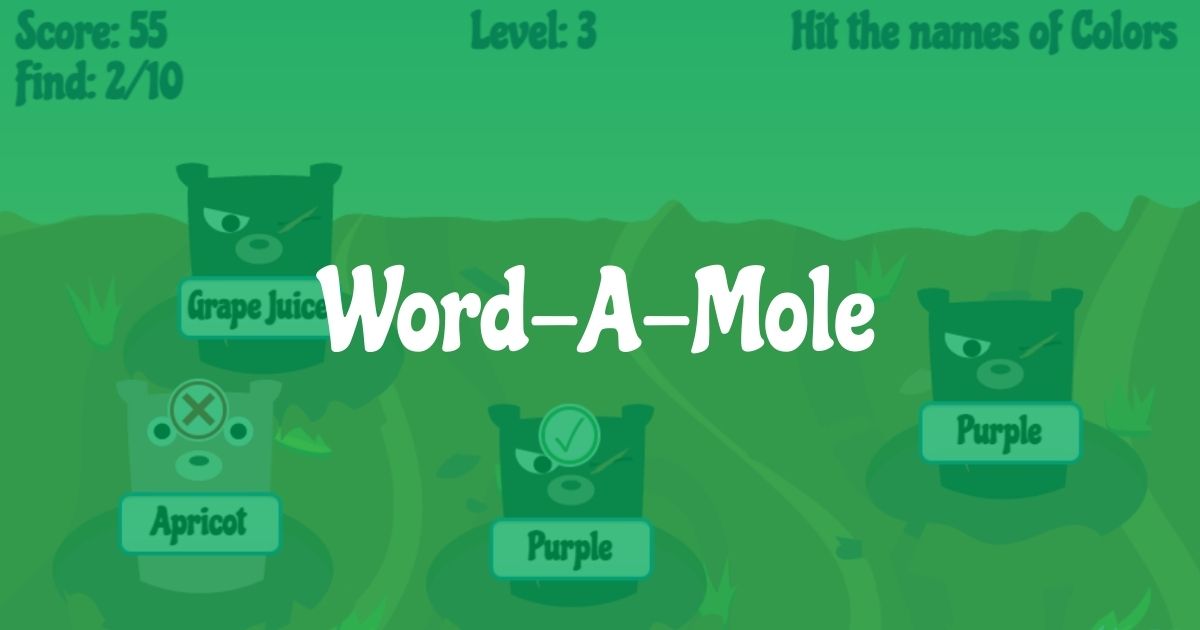 Score: 55
Level: 3
Hit the names of Colors
Find: 2/10
Grape Juice
Word-A-Mole
Purple
Apricot
Purple